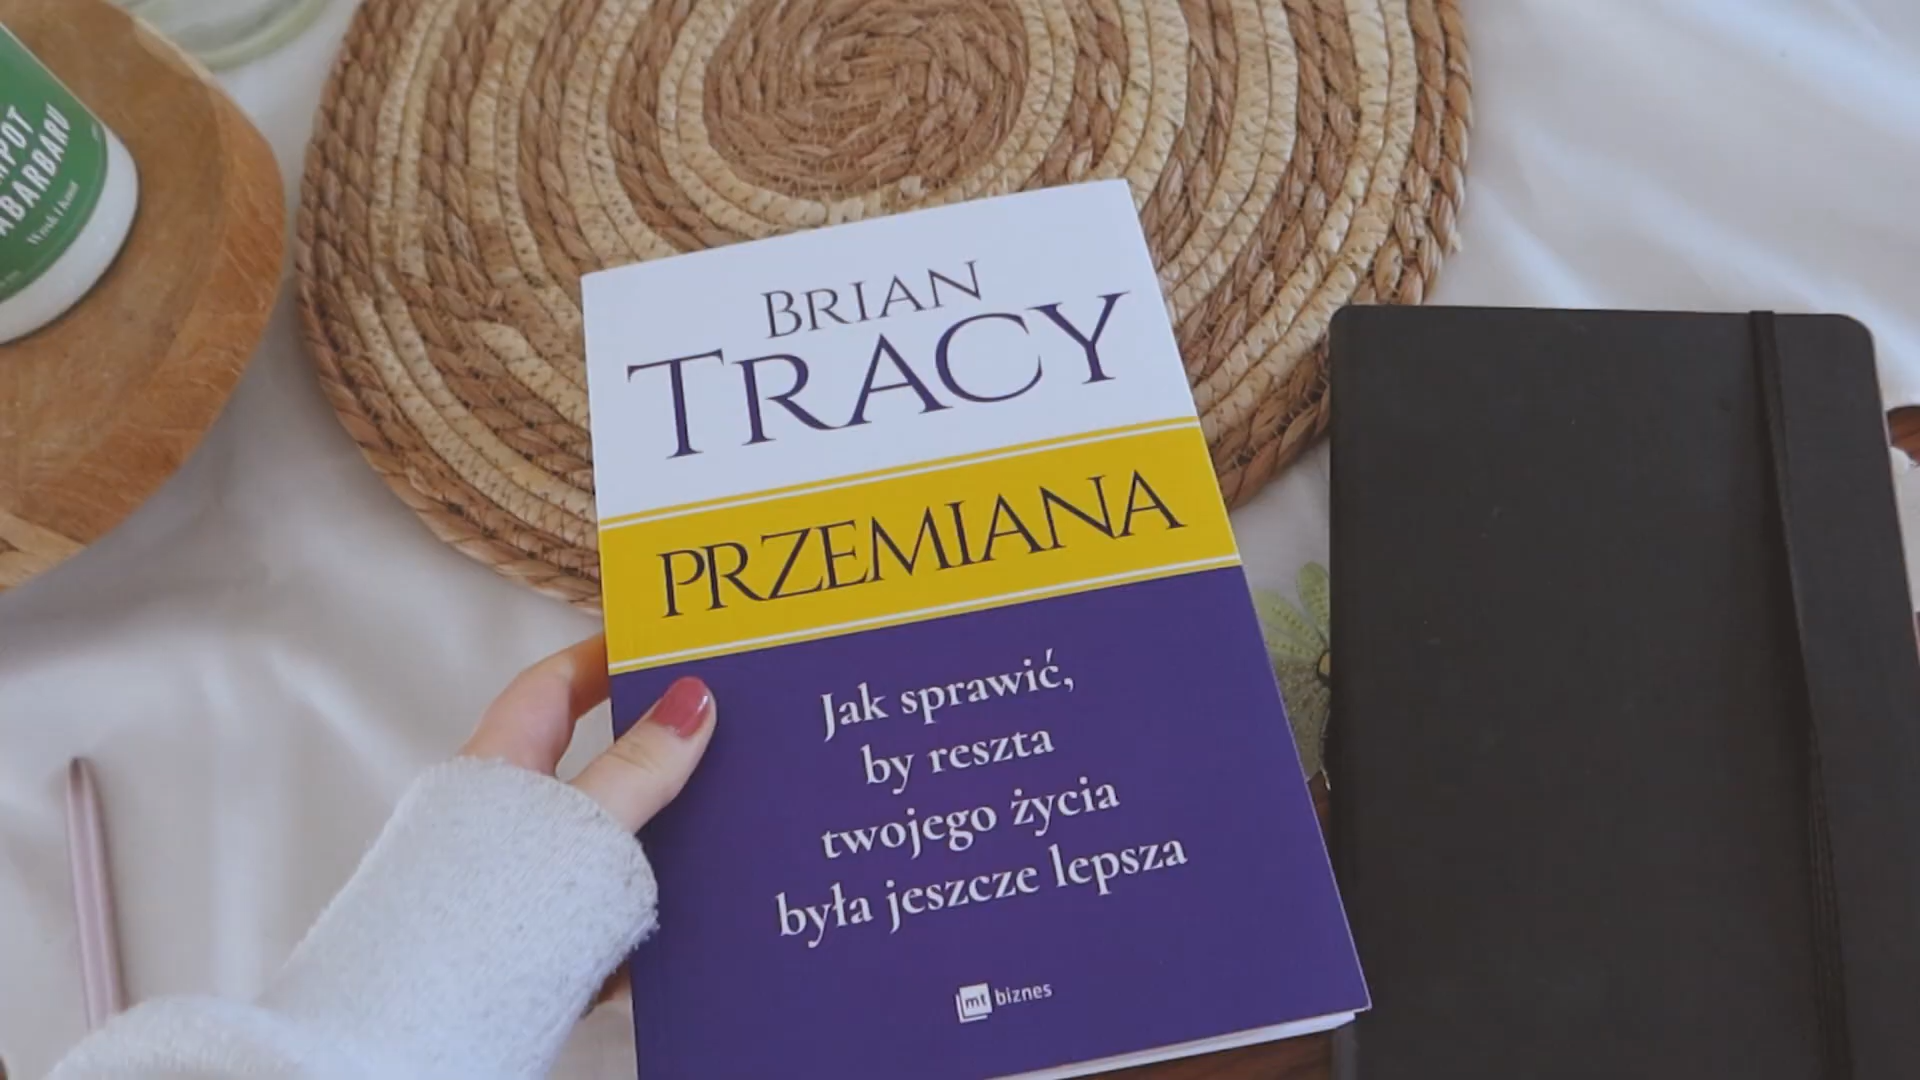 BRIAN
TRACY
PRZEMIANA
Jak sprawić,
by reszta
twojego życia
była jeszcze lepsza
mt biznes